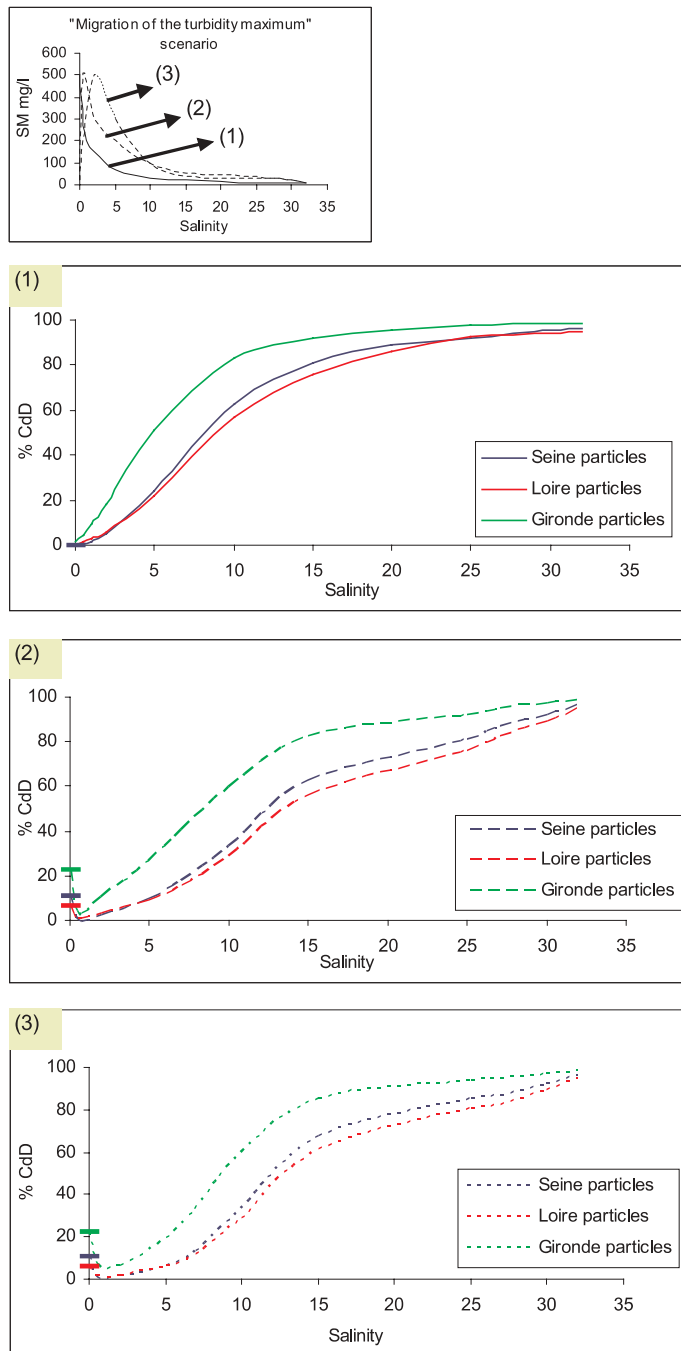 "Migration of the turbidity maximum"
scenario
600
500
400
300
200
100
0
SM mg/l
(3)
(2)
(1)
0 5 10 15 20 25 30 35
Salinity
(1)
100
80
60
40
20
0
% CdD
Seine particles
Loire particles
Gironde particles
0 5 10 15 20 25 30 35
Salinity
(2)
100
80
60
40
20
0
% CdD
Seine particles
Loire particles
Gironde particles
0 5 10 15 20 25 30 35
Salinity
(3)
100
80
60
40
20
0
% CdD
Seine particles
Loire particles
Gironde particles
0 5 10 15 20 25 30 35
Salinity